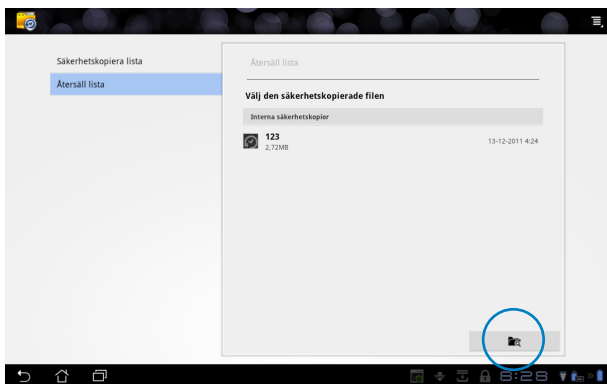 Säkerhetskopiera lista
Återsäll lista
Återsäll lista
Välj den säkerhetskopierade filen
Interna säkerhetskopior
123
2,72MB
13-12-2011 4:24
8:28